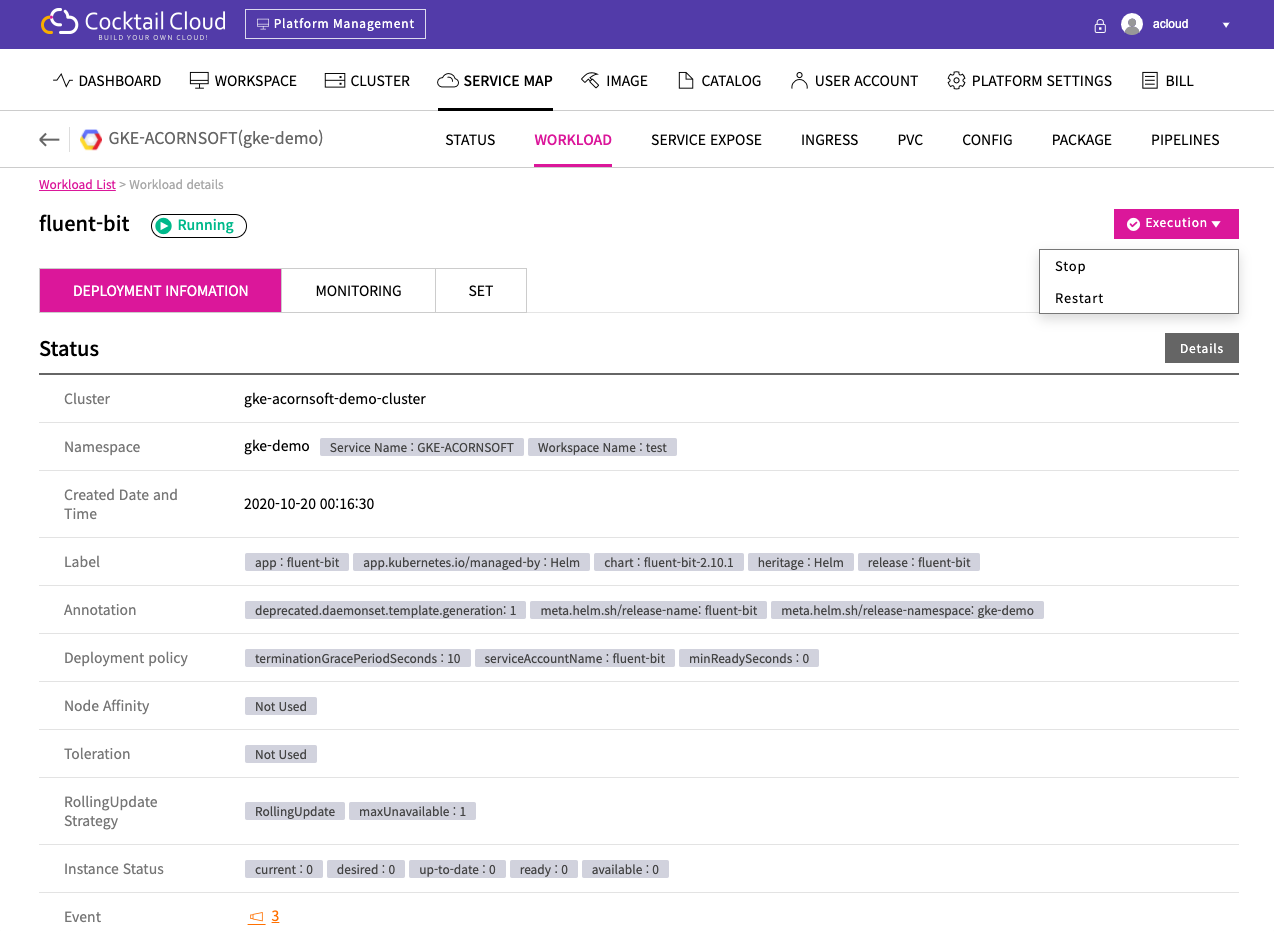 Cocktail Cloud
BUILD YOUR OWN CLOUD!
Platform Management
acloud
DASHBOARD WORKSPACE CLUSTER SERVICE MAP IMAGE CATALOG USER ACCOUNT PLATFORM SETTINGS BILL
GKE-ACORNSOFT(gke-demo) STATUS WORKLOAD SERVICE EXPOSE INGRESS PVC CONFIG PACKAGE PIPELINES
Workload List > Workload details
fluent-bit Running Execution
Stop
Restart
DEPLOYMENT INFOMATION MONITORING SET
Status Details
Cluster gke-acornsoft-demo-cluster
Namespace gke-demo Service Name : GKE-ACORNSOFT Workspace Name : test
Created Date and
Time
2020-10-20 00:16:30
Label app : fluent-bit app.kubernetes.io/managed-by : Helm chart : fluent-bit-2.10.1 heritage : Helm release : fluent-bit
Annotation deprecated.daemonset.template.generation: 1 meta.helm.sh/release-name: fluent-bit meta.helm.sh/release-namespace: gke-demo
Deployment policy terminationGracePeriodSeconds : 10 serviceAccountName : fluent-bit minReadySeconds : 0
Node Affinity Not Used
Toleration Not Used
RollingUpdate
Strategy
RollingUpdate maxUnavailable : 1
Instance Status current : 0 desired : 0 up-to-date : 0 ready : 0 available : 0
Event 3